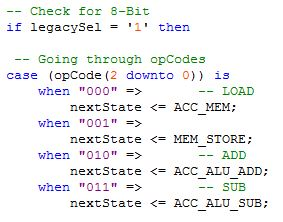 -- Check for 8-Bit
if legacySel = '1' then
-- Going through opCodes
case (opCode(2 downto 0)) is
when "000" => -- LOAD
nextState <= ACC_MEM;
when "001" =>
nextState <= MEM_STORE;
when "010" => -- ADD
nextState <= ACC_ALU_ADD;
when "011" => -- SUB
nextState <= ACC_ALU_SUB;